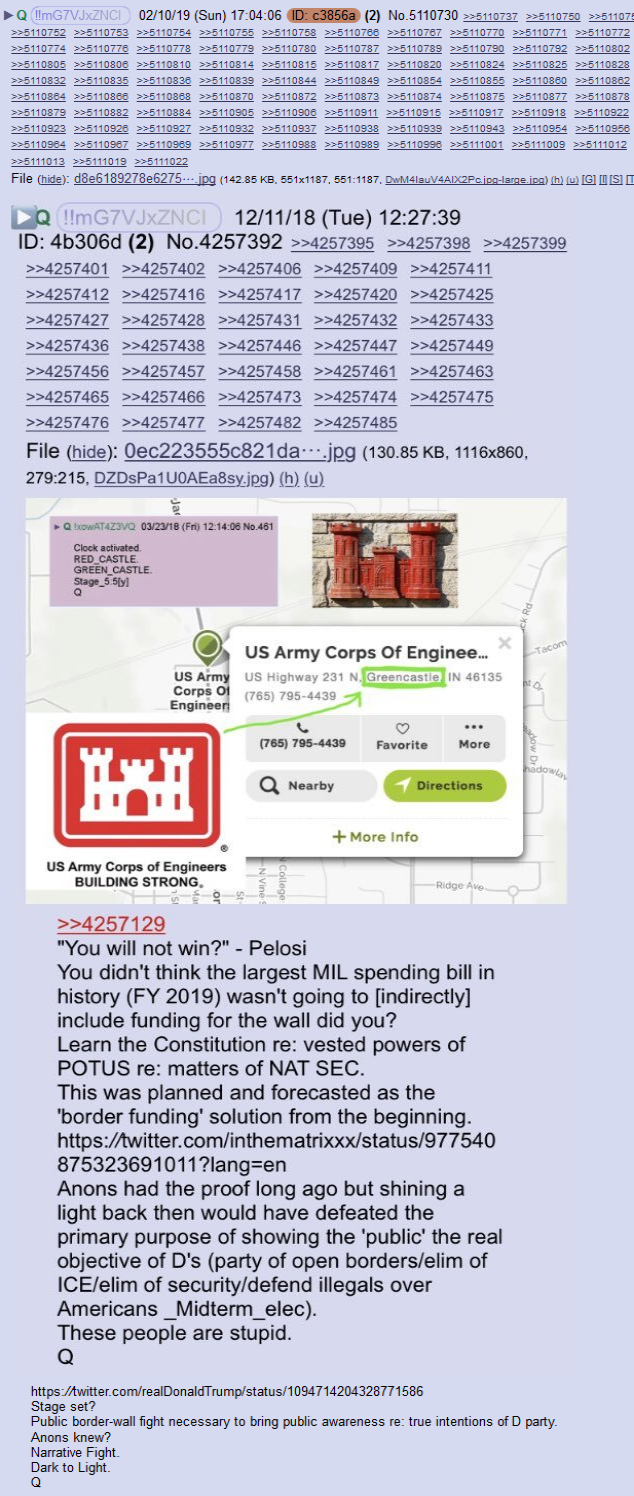 ▶ Q !!mG7VJxZNCI 02/10/19 (Sun) 17:04:06 ID: c3856a (2) No.5110730 >>5110737 >>5110750
>>5110752 >>5110753 >>5110754 >>5110755 >>5110758 >>5110766 >>5110767 >>5110770 >>5110771 >>5110772
>>5110774 >>5110776 >>5110778 >>5110779 >>5110780 >>5110787 >>5110789 >>5110790 >>5110792 >>5110802
>>5110805 >>5110806 >>5110810 >>5110814 >>5110815 >>5110817 >>5110820 >>5110824 >>5110825 >>5110828
>>5110832 >>5110835 >>5110836 >>5110839 >>5110844 >>5110849 >>5110854 >>5110855 >>5110860 >>5110862
>>5110864 >>5110866 >>5110868 >>5110870 >>5110872 >>5110873 >>5110874 >>5110875 >>5110877 >>5110878
>>5110879 >>5110882 >>5110884 >>5110905 >>5110906 >>5110911 >>5110915 >>5110917 >>5110918 >>5110922
>>5110923 >>5110926 >>5110927 >>5110932 >>5110937 >>5110938 >>5110939 >>5110943 >>5110954 >>5110956
>>5110964 >>5110967 >>5110969 >>5110977 >>5110988 >>5110989 >>5110996 >>5111001 >>5111009 >>5111012
>>5111013 >>5111019 >>5111022
File (hide): d8e6189278e6275⋯.jpg (142.85 KB, 551x1187, 551:1187, DwM4IauV4AIX2Pc.jpg-large.jpg) (h) (u) [G] [I] [S]
▶Q !!mG7VJxZNCI 12/11/18 (Tue) 12:27:39
ID: 4b306d (2) No.4257392 >>4257395 >>4257398 >>4257399
>>4257401 >>4257402 >>4257406 >>4257409 >>4257411
>>4257412 >>4257416 >>4257417 >>4257420 >>4257425
>>4257427 >>4257428 >>4257431 >>4257432 >>4257433
>>4257436 >>4257438 >>4257446 >>4257447 >>4257449
>>4257456 >>4257457 >>4257458 >>4257461 >>4257463
>>4257465 >>4257466 >>4257473 >>4257474 >>4257475
>>4257476 >>4257477 >>4257482 >>4257485
File (hide): 0ec223555c821da⋯.jpg (130.85 KB, 1116x860,
279:215, DZDsPa1U0AEa8sy.jpg) (h) (u)
▶ Q !xowAT4Z3VQ 03/23/18 (Fri) 12:14:06 No.461
Clock activated.
RED_CASTLE.
GREEN_CASTLE.
Stage_5:5[y]
Q
US Army
Corps Of
Engineer
US Army Corps Of Enginee...
US Highway 231 N, Greencastle, IN 46135
(765) 795-4439
(765) 795-4439
Favorite
More
Nearby
Directions
+ More Info
US Army Corps of Engineers
BUILDING STRONG®
Tacom
Ridge Ave
N College
N Vine S
>>4257129
"You will not win?" - Pelosi
You didn't think the largest MIL spending bill in
history (FY 2019) wasn't going to [indirectly]
include funding for the wall did you?
Learn the Constitution re: vested powers of
POTUS re: matters of NAT SEC.
This was planned and forecasted as the
'border funding' solution from the beginning.
https://twitter.com/inthematrixxx/status/977540
875323691011?lang=en
Anons had the proof long ago but shining a
light back then would have defeated the
primary purpose of showing the 'public' the real
objective of D's (party of open borders/elim of
ICE/elim of security/defend illegals over
Americans _Midterm_elec).
These people are stupid.
Q
https://twitter.com/realDonaldTrump/status/1094714204328771586
Stage set?
Public border-wall fight necessary to bring public awareness re: true intentions of D party.
Anons knew?
Narrative Fight.
Dark to Light.
Q